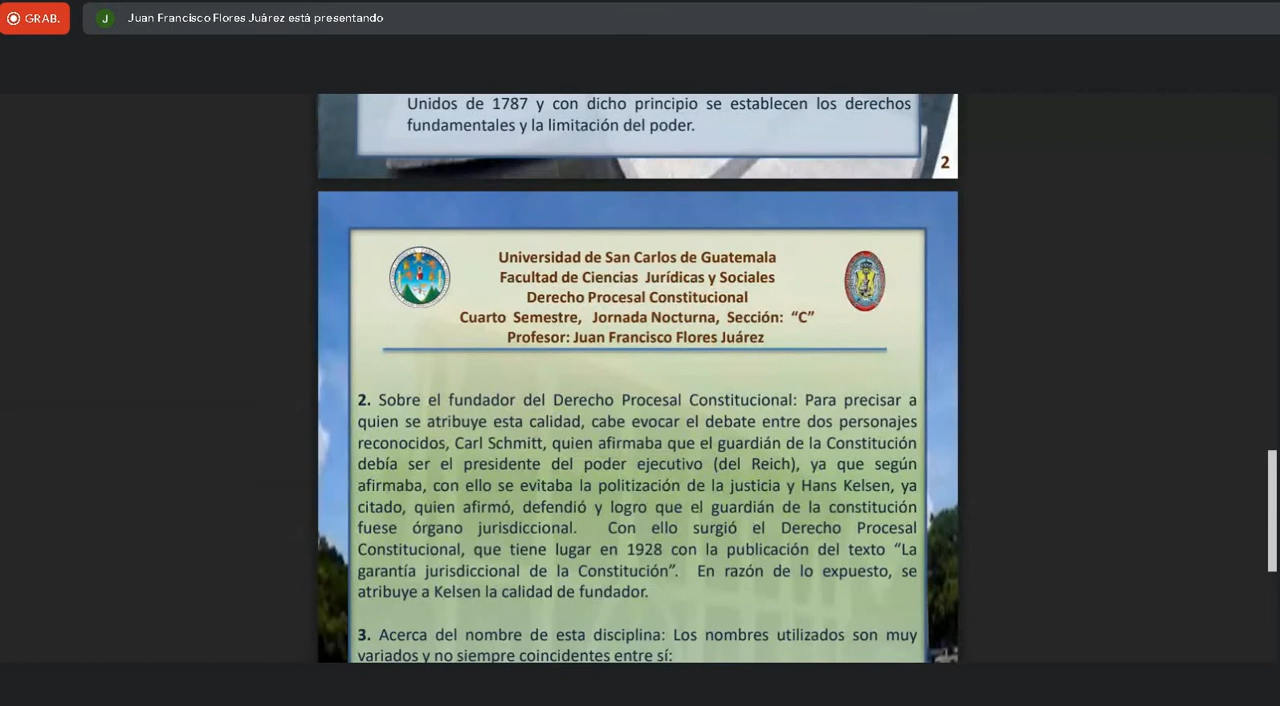 GRAB.
J
Juan Francisco Flores Juárez está presentando
Unidos de 1787 y con dicho principio se establecen los derechos
fundamentales y la limitación del poder.
2
Universidad de San Carlos de Guatemala
Facultad de Ciencias Jurídicas y Sociales
Derecho Procesal Constitucional
Cuarto Semestre, Jornada Nocturna, Sección: “C”
Profesor: Juan Francisco Flores Juárez
2. Sobre el fundador del Derecho Procesal Constitucional: Para precisar a
quien se atribuye esta calidad, cabe evocar el debate entre dos personajes
reconocidos, Carl Schmitt, quien afirmaba que el guardián de la Constitución
debía ser el presidente del poder ejecutivo (del Reich), ya que según
afirmaba, con ello se evitaba la politización de la justicia y Hans Kelsen, ya
citado, quien afirmó, defendió y logro que el guardián de la constitución
fuese órgano jurisdiccional. Con ello surgió el Derecho Procesal
Constitucional, que tiene lugar en 1928 con la publicación del texto “La
garantía jurisdiccional de la Constitución”. En razón de lo expuesto, se
atribuye a Kelsen la calidad de fundador.
3. Acerca del nombre de esta disciplina: Los nombres utilizados son muy
variados y no siempre coincidentes entre sí: